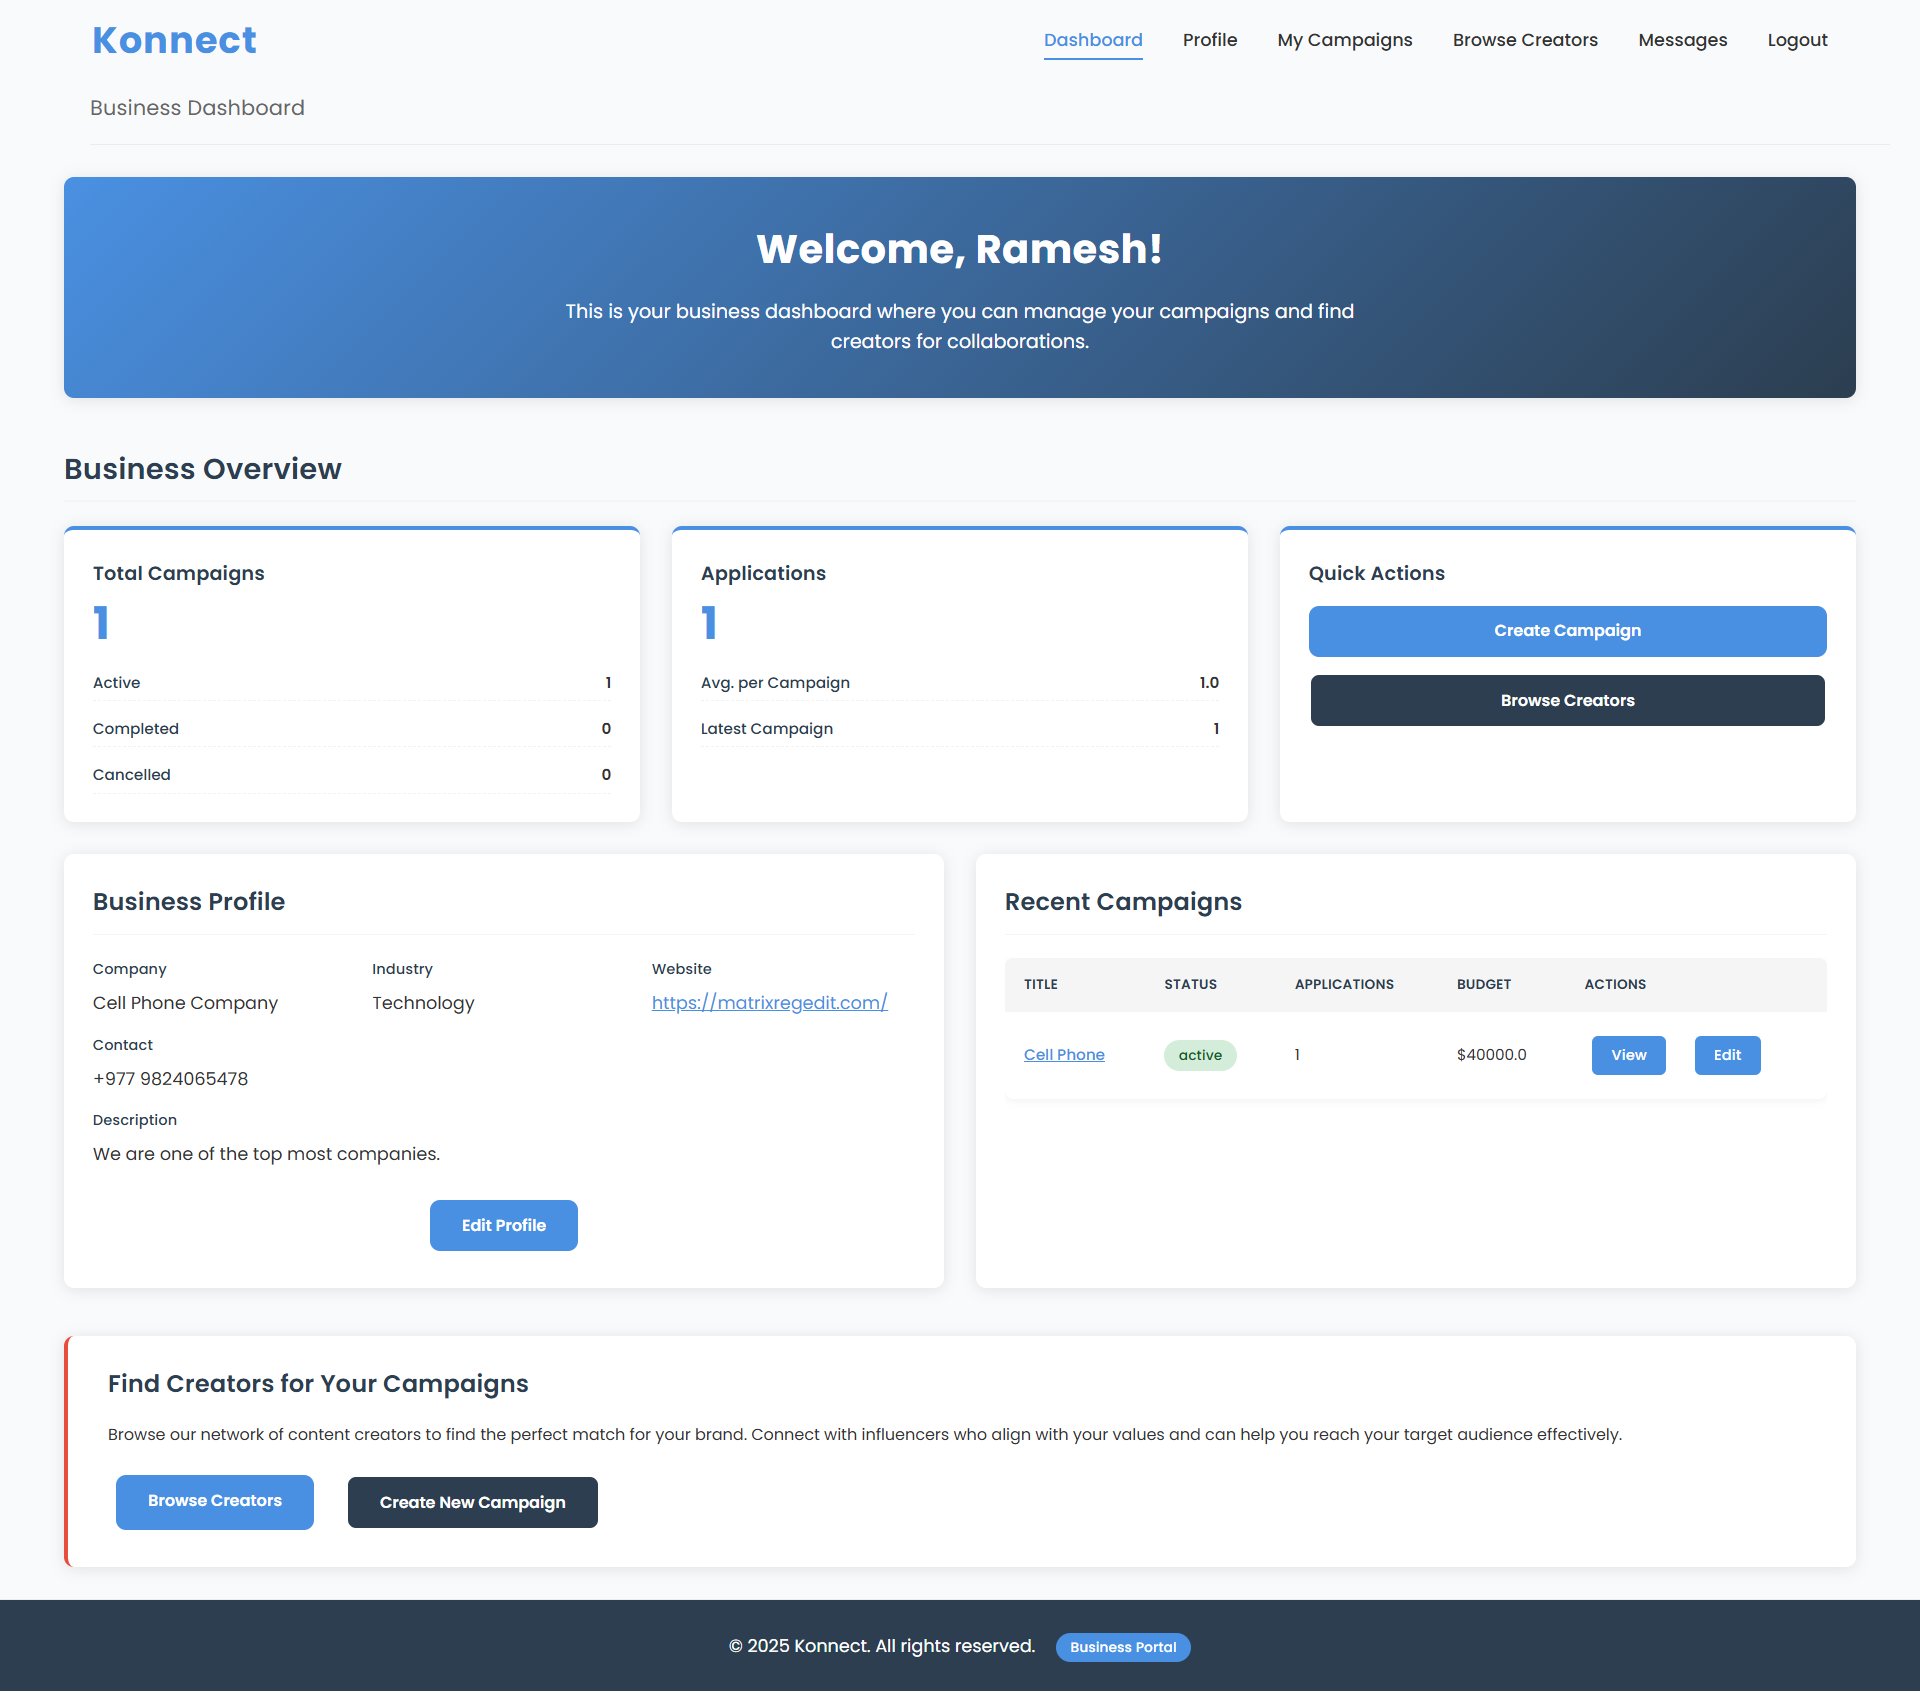 Konnect
Dashboard Profile My Campaigns Browse Creators Messages Logout
Business Dashboard
Welcome, Ramesh!
This is your business dashboard where you can manage your campaigns and find
creators for collaborations.
Business Overview
Total Campaigns
1
Active 1
Completed 0
Cancelled 0
Applications
1
Avg. per Campaign 1.0
Latest Campaign 1
Quick Actions
Create Campaign
Browse Creators
Business Profile
Company Industry Website
Cell Phone Company Technology https://matrixregedit.com/
Contact
+977 9824065478
Description
We are one of the top most companies.
Edit Profile
Recent Campaigns
TITLE STATUS APPLICATIONS BUDGET ACTIONS
Cell Phone active 1 $40000.0 View Edit
Find Creators for Your Campaigns
Browse our network of content creators to find the perfect match for your brand. Connect with influencers who align with your values and can help you reach your target audience effectively.
Browse Creators Create New Campaign
© 2025 Konnect. All rights reserved. Business Portal